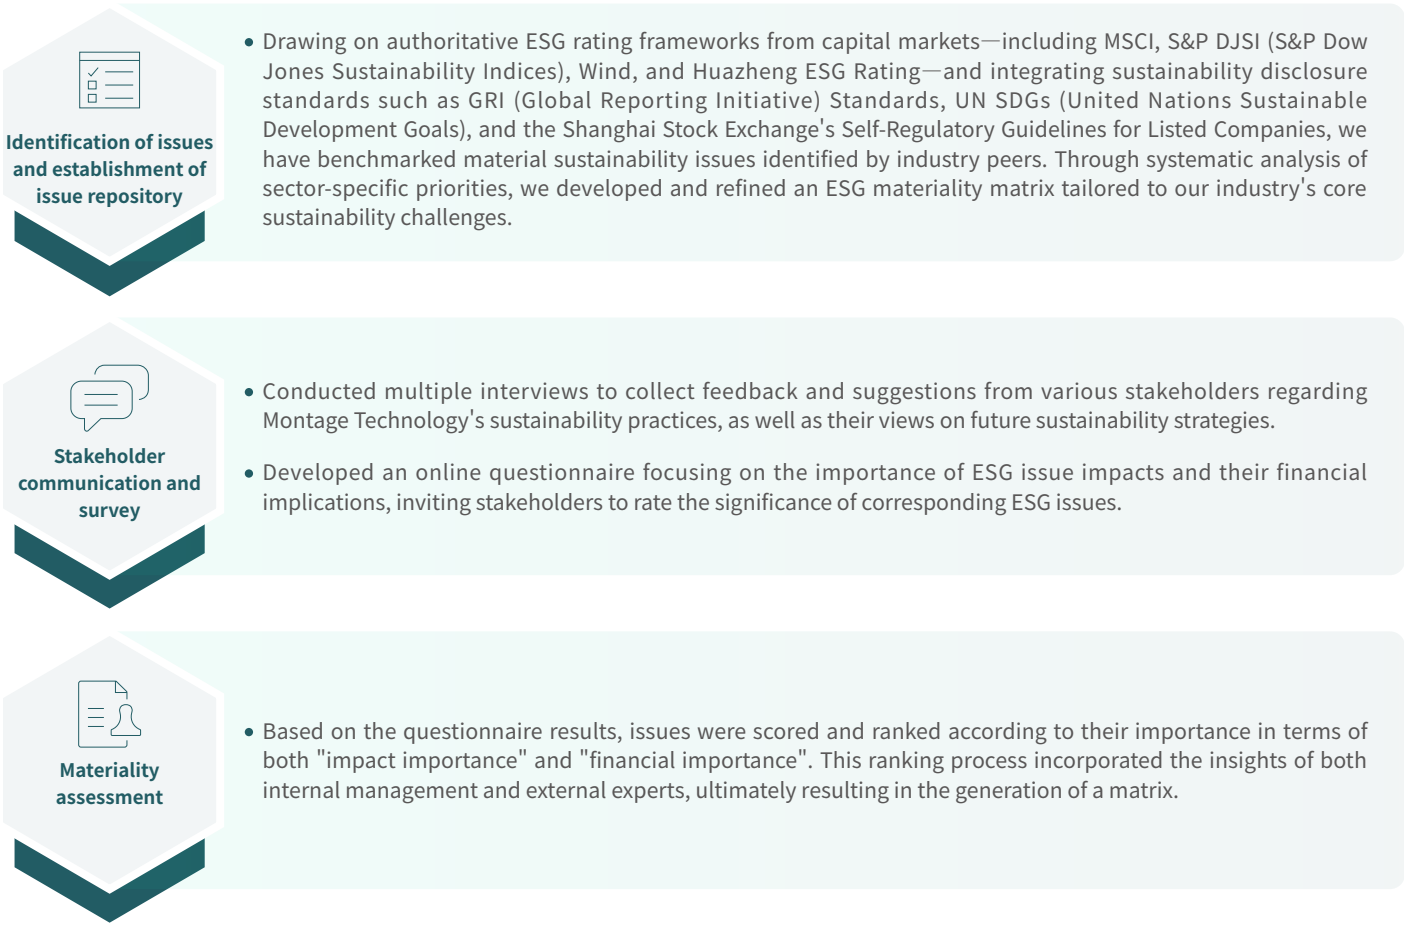 Identification of issues
and establishment of
issue repository
• Drawing on authoritative ESG rating frameworks from capital markets—including MSCI, S&P DJSI (S&P Dow
Jones Sustainability Indices), Wind, and Huazheng ESG Rating—and integrating sustainability disclosure
standards such as GRI (Global Reporting Initiative) Standards, UN SDGs (United Nations Sustainable
Development Goals), and the Shanghai Stock Exchange's Self-Regulatory Guidelines for Listed Companies, we
have benchmarked material sustainability issues identified by industry peers. Through systematic analysis of
sector-specific priorities, we developed and refined an ESG materiality matrix tailored to our industry's core
sustainability challenges.
Stakeholder
communication and
survey
• Conducted multiple interviews to collect feedback and suggestions from various stakeholders regarding
Montage Technology's sustainability practices, as well as their views on future sustainability strategies.
• Developed an online questionnaire focusing on the importance of ESG issue impacts and their financial
implications, inviting stakeholders to rate the significance of corresponding ESG issues.
Materiality
assessment
• Based on the questionnaire results, issues were scored and ranked according to their importance in terms of
both "impact importance" and "financial importance". This ranking process incorporated the insights of both
internal management and external experts, ultimately resulting in the generation of a matrix.